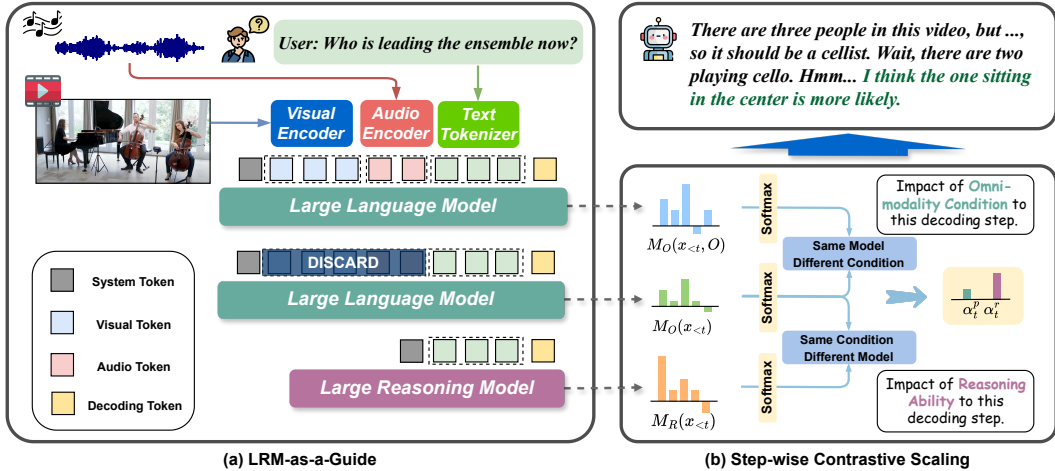 User: Who is leading the ensemble now?
Visual
Encoder
Audio
Encoder
Text
Tokenizer
Large Language Model
DISCARD
Large Language Model
Large Reasoning Model
System Token
Visual Token
Audio Token
Decoding Token
(a) LRM-as-a-Guide
There are three people in this video, but ...,
so it should be a cellist. Wait, there are two
playing cello. Hmm... I think the one sitting
in the center is more likely.
M_O(x_{<t}, O)
M_O(x_{<t})
M_R(x_{<t})
Softmax
Softmax
Softmax
Same Model
Different Condition
Same Condition
Different Model
Impact of Omni-
modality Condition to
this decoding step.
α_t^p α_t^r
Impact of Reasoning
Ability to this
decoding step.
(b) Step-wise Contrastive Scaling